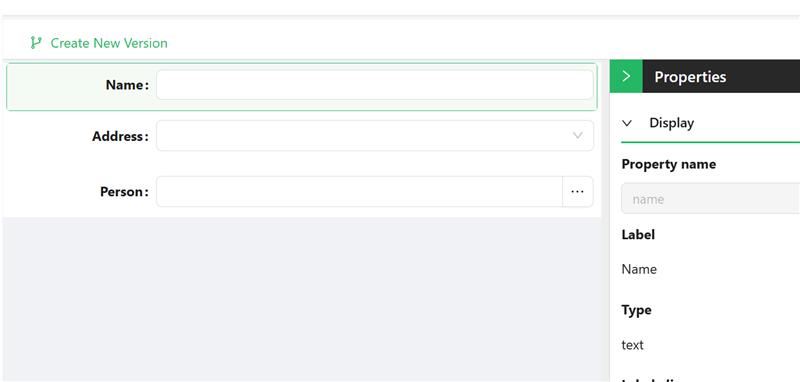 Create New Version
Name:
Address:
Person:
...
Properties
Display
Property name
name
Label
Name
Type
text